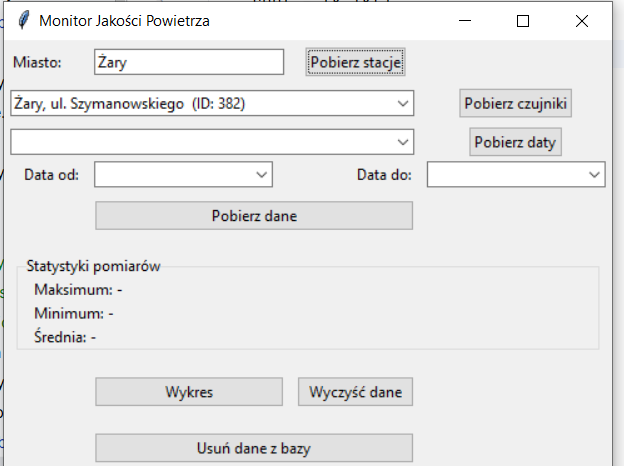 Monitor Jakości Powietrza
Miasto: Żary Pobierz stacje
Żary, ul. Szymanowskiego (ID: 382) Pobierz czujniki
Pobierz daty
Data od: Data do:
Pobierz dane
Statystyki pomiarów
Maksimum: -
Minimum: -
Średnia: -
Wykres Wyczyść dane
Usuń dane z bazy